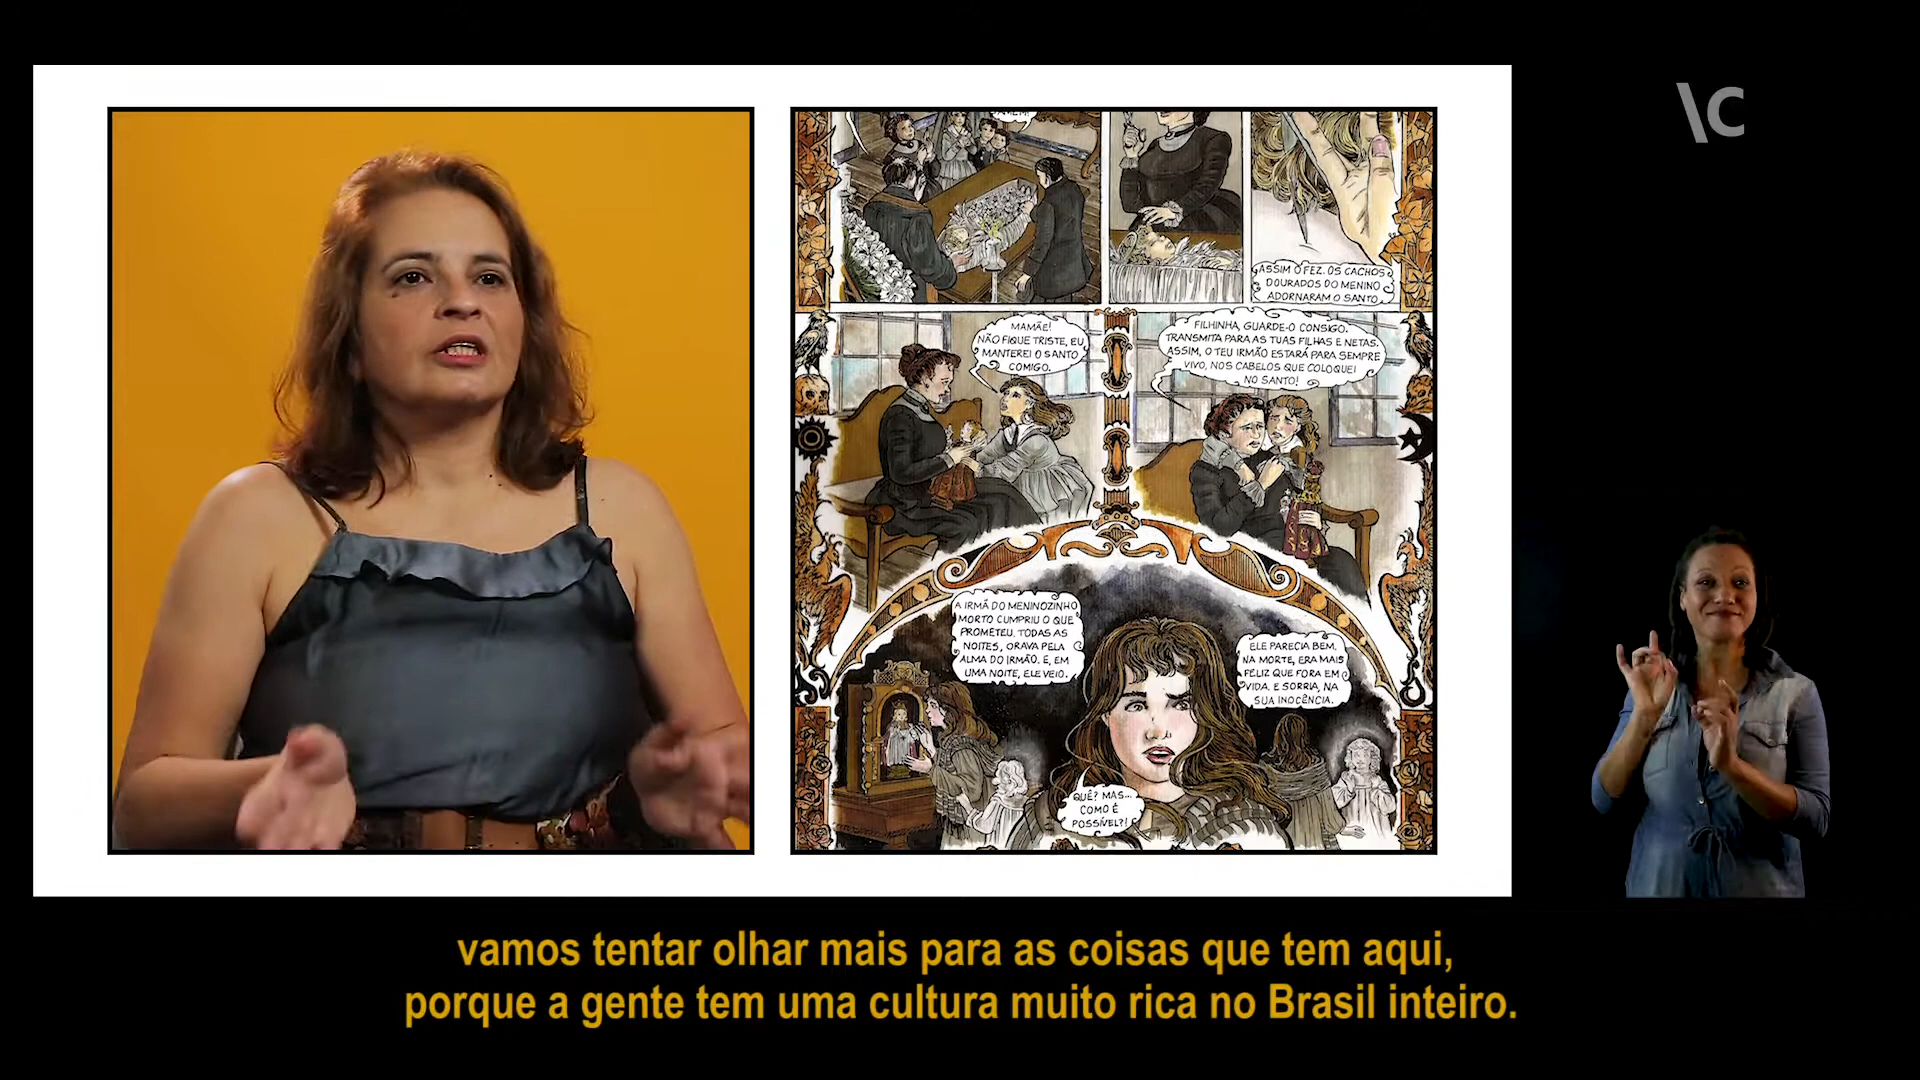 \C
ASSIM O FEZ. OS CACHOS
DOURADOS DO MENINO
ADORNARAM O SANTO.
MAMÃE!
NÃO FIQUE TRISTE, EU
MANTEREI O SANTO
COMIGO.
FILHINHA, GUARDE-O CONSIGO.
TRANSMITA PARA AS TUAS FILHAS E NETAS.
ASSIM, O TEU IRMÃO ESTARÁ PARA SEMPRE
VIVO, NOS CABELOS QUE COLOQUEI
NO SANTO!
A IRMÃ DO MENINOZINHO
MORTO CUMPRIU O QUE
PROMETEU. TODAS AS
NOITES, ORAVA PELA
ALMA DO IRMÃO. E, EM
UMA NOITE, ELE VEIO.
ELE PARECIA BEM.
NA MORTE, ERA MAIS
FELIZ QUE FORA EM
VIDA. E SORRIA, NA
SUA INOCÊNCIA.
QUÊ? MAS...
COMO É
POSSÍVEL?!
vamos tentar olhar mais para as coisas que tem aqui,
porque a gente tem uma cultura muito rica no Brasil inteiro.